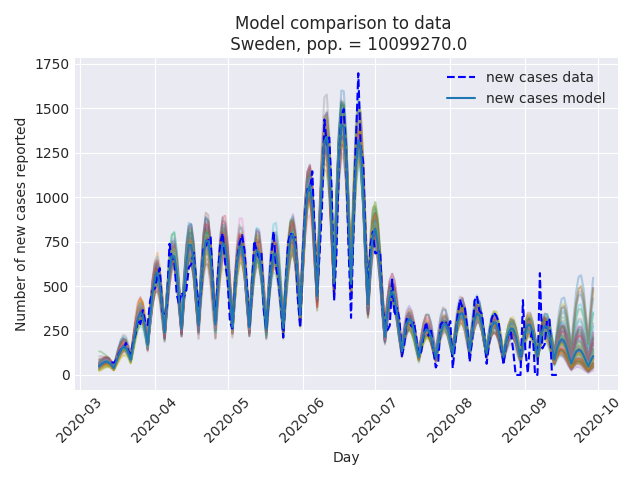 Model comparison to data
Sweden, pop. = 10099270.0
Number of new cases reported
1750
1500
1250
1000
750
500
250
0
new cases data
new cases model
2020-03
2020-04
2020-05
2020-06
2020-07
2020-08
2020-09
2020-10
Day